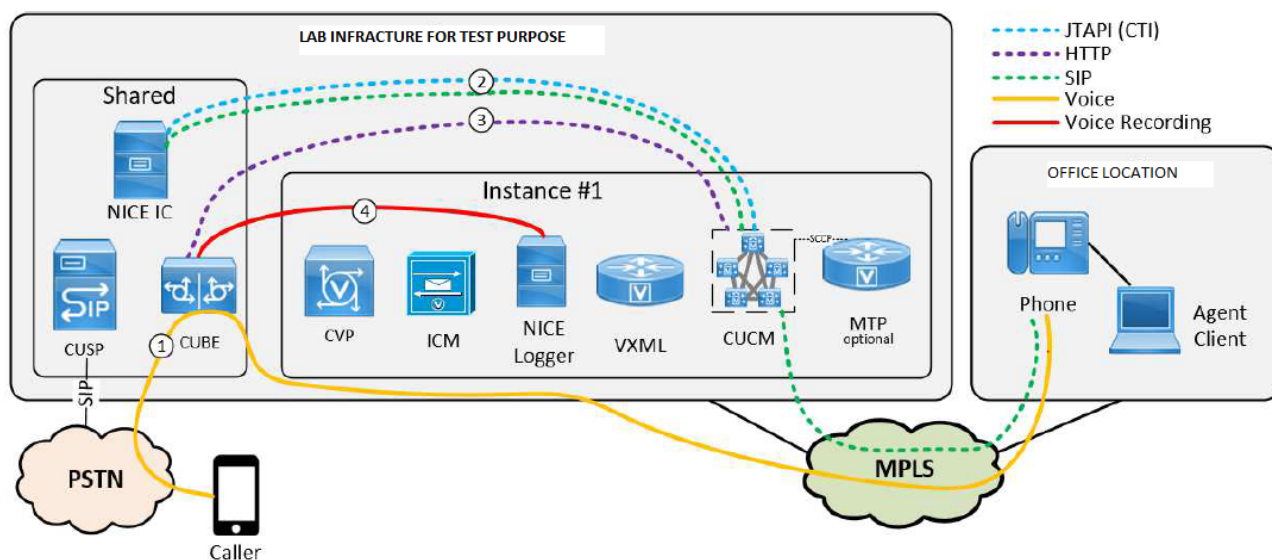 LAB INFRACTURE FOR TEST PURPOSE
JTAPI (CTI)
HTTP
SIP
Voice
Voice Recording
Shared
2
3
NICE IC
Instance #1
4
OFFICE LOCATION
SIP
CUSP
CUBE
1
V
CVP
V
ICM
NICE
Logger
V
VXML
CUCM
SCCP
V
MTP
optional
Phone
Agent
Client
SIP
PSTN
MPLS
Caller